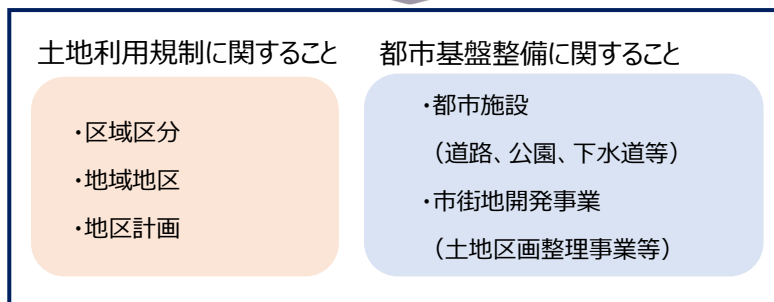 土地利用規制に関すること
・区域区分
・地域地区
・地区計画
都市基盤整備に関すること
・都市施設
（道路、公園、下水道等）
・市街地開発事業
（土地区画整理事業等）